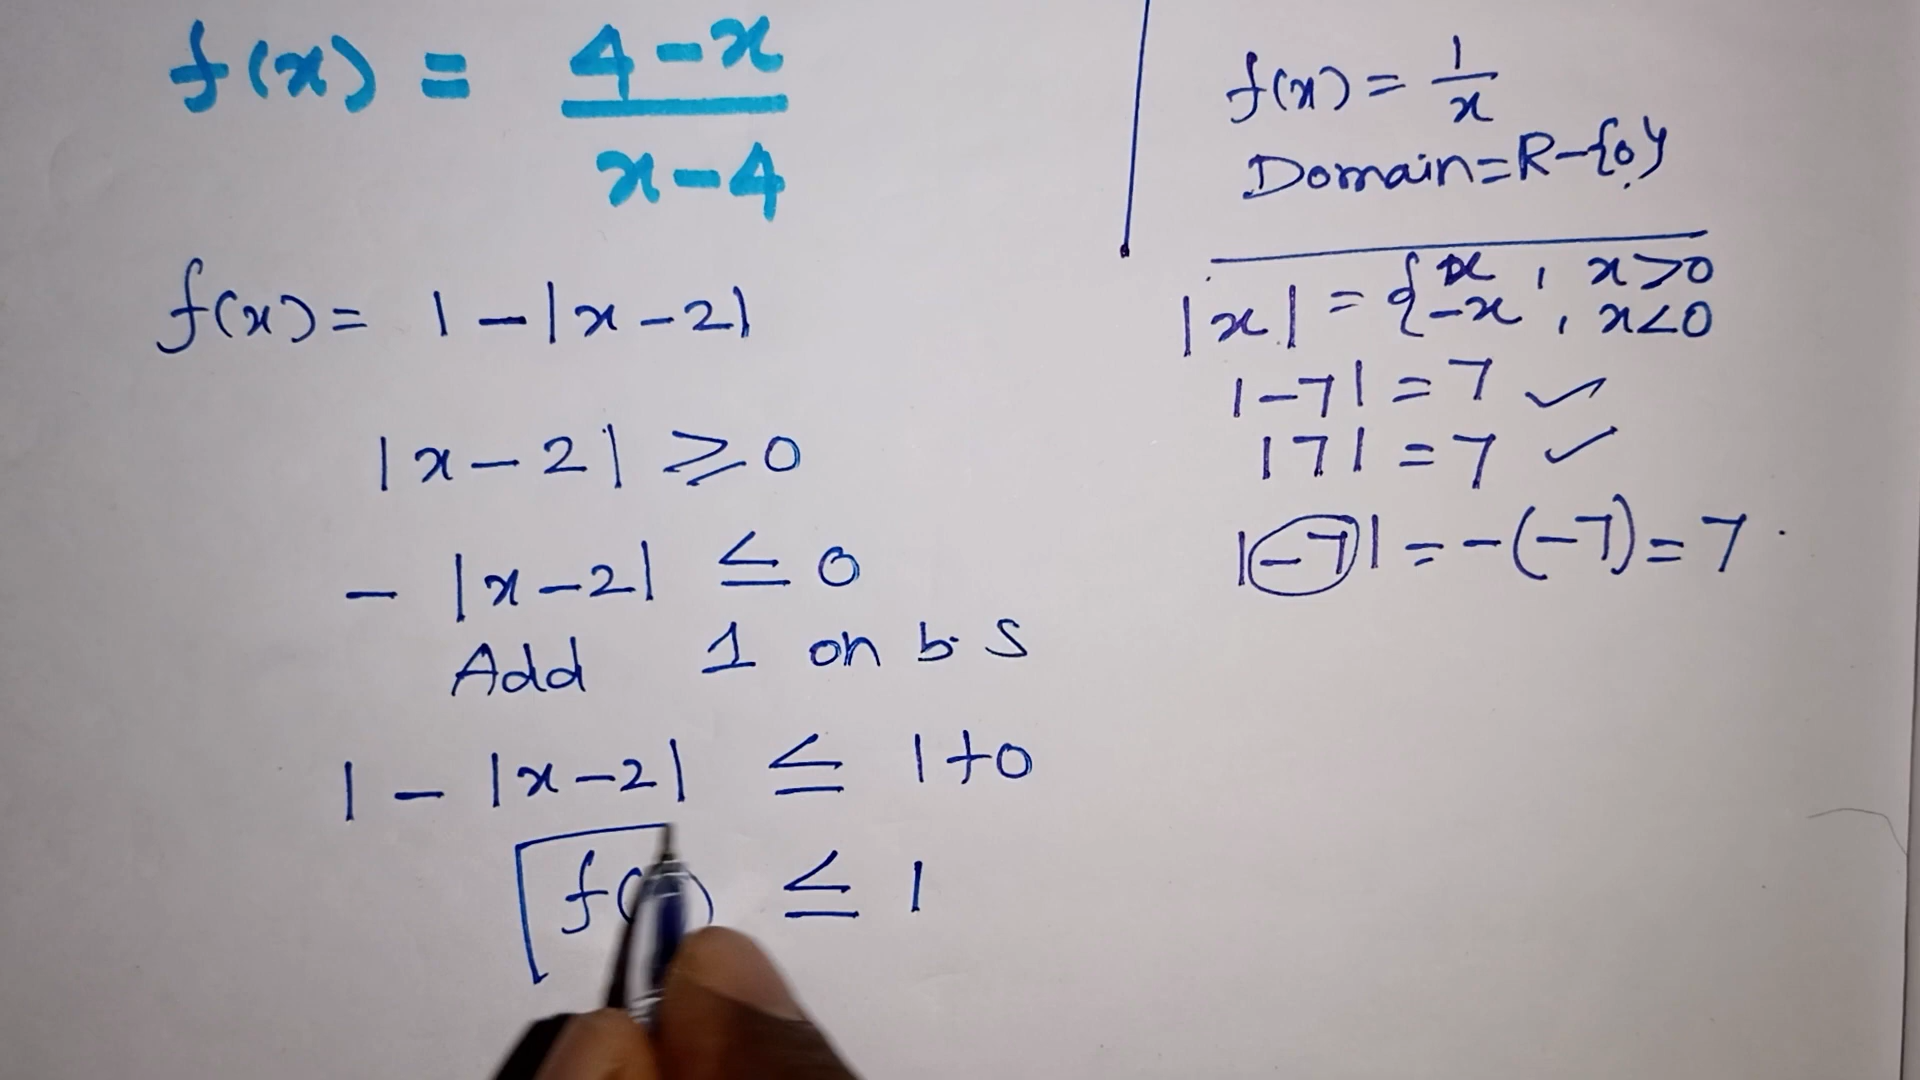 f(x) = 4-x / x-4
f(x) = 1 - |x-2|
|x-2| ⩾ 0
- |x-2| ≤ 0
Add 1 on b.s
1 - |x-2| ≤ 1+0
≤ 1
f(x) = 1/x
Domain = R-{0}
|x| = { x , x>0
{ -x , x<0
|-7| = 7 ✓
|7| = 7 ✓
|-7| = -(-7) = 7 .